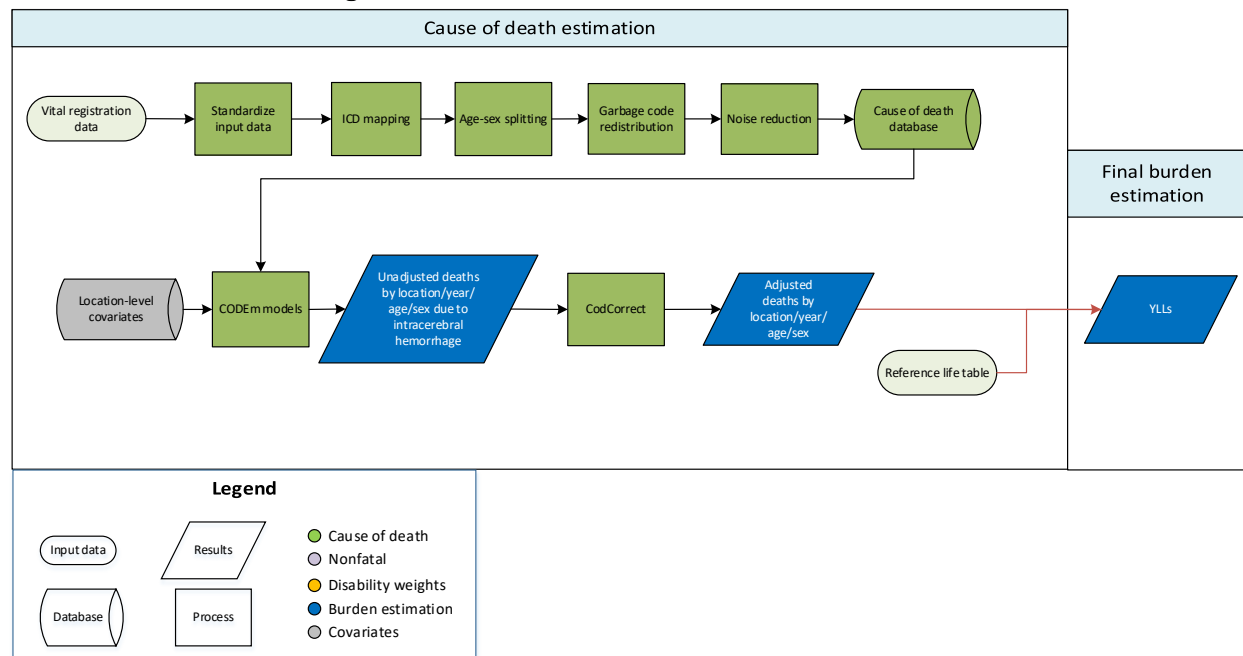 Cause of death estimation
Vital registration
data
Standardize
input data
ICD mapping
Age-sex splitting
Garbage code
redistribution
Noise reduction
Cause of death
database
Final burden
estimation
Location-level
covariates
CODEm models
Unadjusted deaths
by location/year/
age/sex due to
intracerebral
hemorrhage
CodCorrect
Adjusted
deaths by
location/year/
age/sex
YLLs
Reference life table
Legend
Input data
Results
Database
Process
Cause of death
Nonfatal
Disability weights
Burden estimation
Covariates